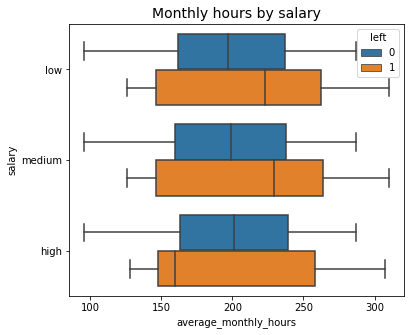 Monthly hours by salary
left
0
1
low
medium
high
salary
100 150 200 250 300
average_monthly_hours